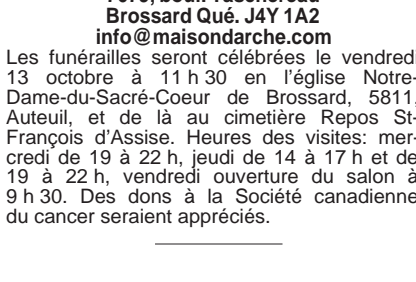 Brossard Qué. J4Y 1A2
info@maisondarche.com
Les funérailles seront célébrées le vendredi
13 octobre à 11 h 30 en l'église Notre-
Dame-du-Sacré-Coeur de Brossard, 5811,
Auteuil, et de là au cimetière Repos St-
François d'Assise. Heures des visites: mer-
credi de 19 à 22 h, jeudi de 14 à 17 h et de
19 à 22 h, vendredi ouverture du salon à
9 h 30. Des dons à la Société canadienne
du cancer seraient appréciés.